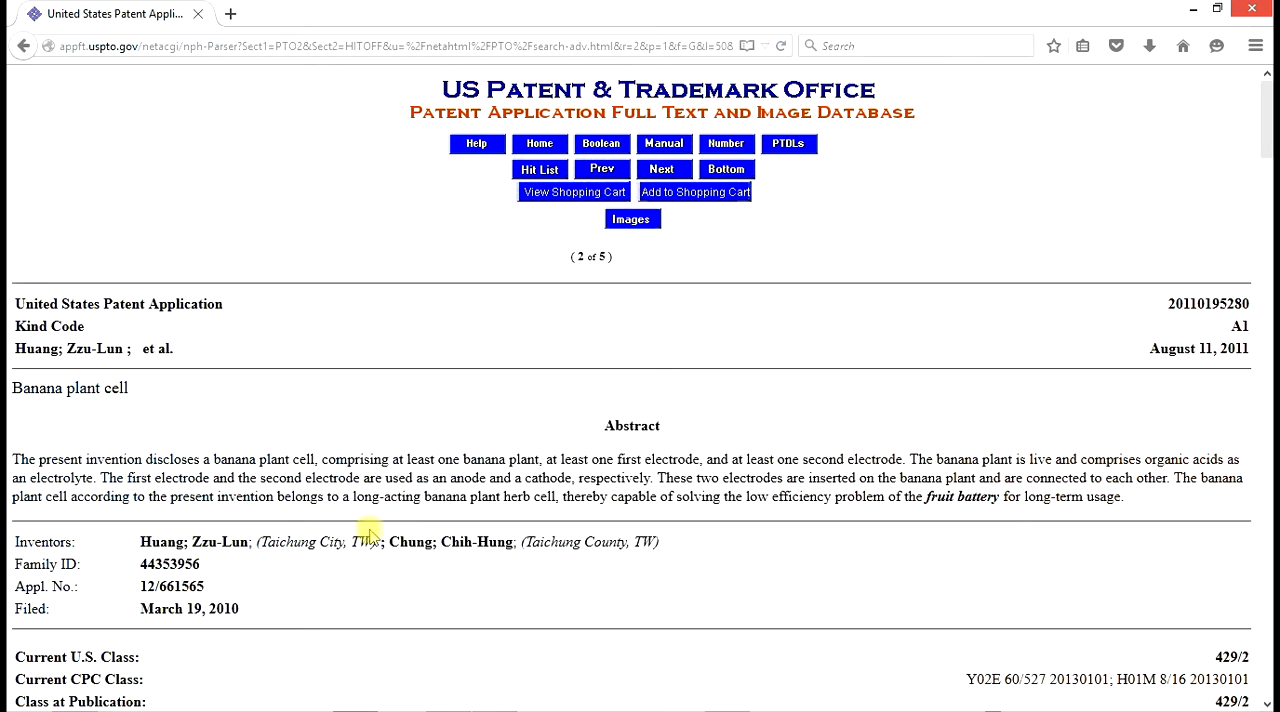 United States Patent Appli...
appft.uspto.gov/netacgi/nph-Parser?Sect1=PTO2&Sect2=HITOFF&u=%2Fnetahtml%2FPTO%2Fsearch-adv.html&r=2&p=1&f=G&l=508
Search
US Patent & Trademark Office
Patent Application Full Text and Image Database
Help Home Boolean Manual Number PTDLs
Hit List Prev Next Bottom
View Shopping Cart Add to Shopping Cart
Images
( 2 of 5 )
United States Patent Application 20110195280
Kind Code A1
Huang; Zzu-Lun ; et al. August 11, 2011
Banana plant cell
Abstract
The present invention discloses a banana plant cell, comprising at least one banana plant, at least one first electrode, and at least one second electrode. The banana plant is live and comprises organic acids as
an electrolyte. The first electrode and the second electrode are used as an anode and a cathode, respectively. These two electrodes are inserted on the banana plant and are connected to each other. The banana
plant cell according to the present invention belongs to a long-acting banana plant herb cell, thereby capable of solving the low efficiency problem of the fruit battery for long-term usage.
Inventors: Huang; Zzu-Lun; (Taichung City, TW) ; Chung; Chih-Hung; (Taichung County, TW)
Family ID: 44353956
Appl. No.: 12/661565
Filed: March 19, 2010
Current U.S. Class: 429/2
Current CPC Class: Y02E 60/527 20130101; H01M 8/16 20130101
Class at Publication: 429/2